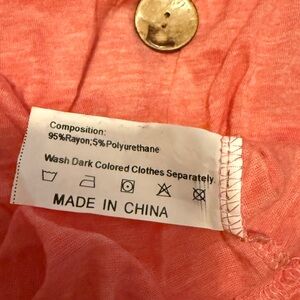 Composition:
95%Rayon;5%Polyurethane
Wash Dark Colored Clothes Separately
MADE IN CHINA